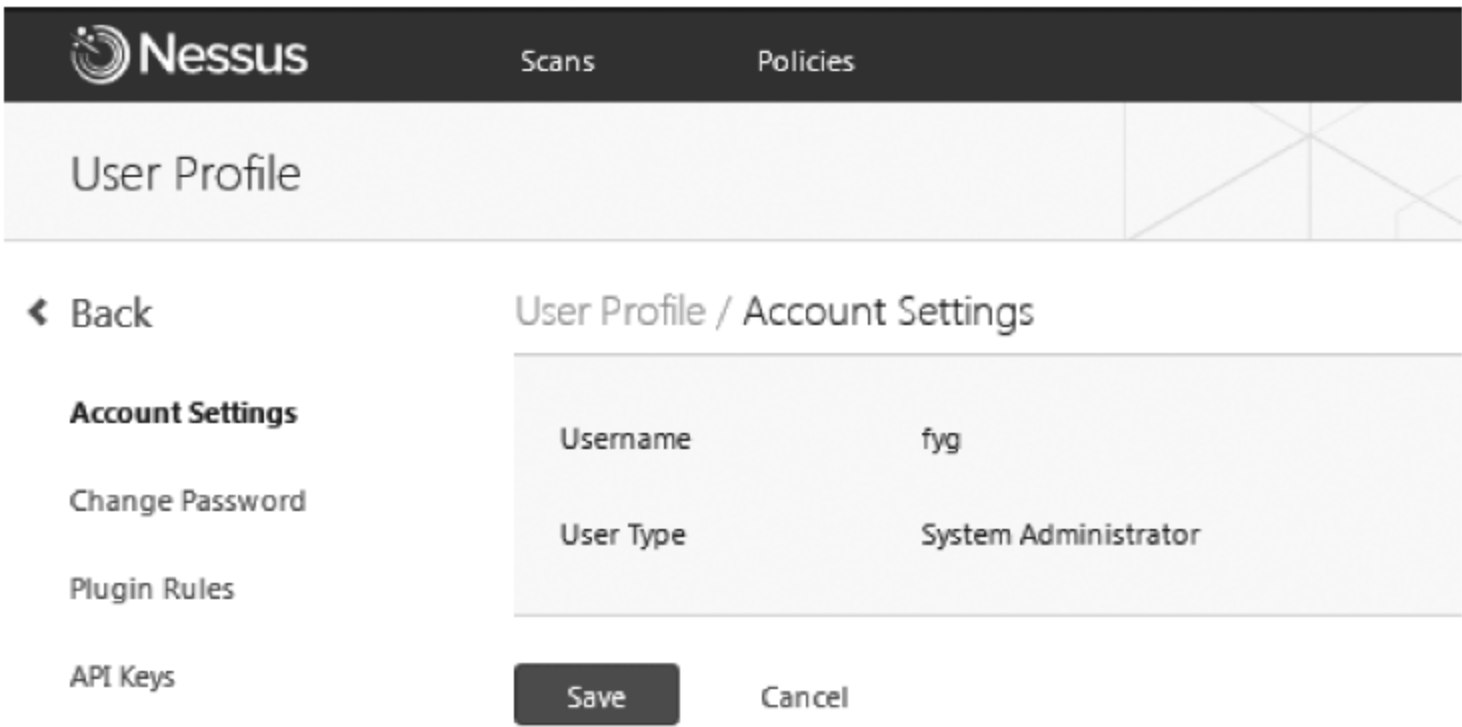 Nessus Scans Policies
User Profile
Back
User Profile / Account Settings
Account Settings
Username fyg
Change Password
User Type System Administrator
Plugin Rules
API Keys
Save Cancel